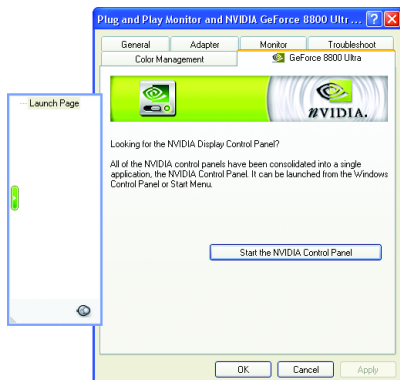 Plug and Play Monitor and NVIDIA GeForce 8800 Ultr ...
General Adapter Monitor Troubleshoot
Color Management GeForce 8800 Ultra
Launch Page
nVIDIA.
Looking for the NVIDIA Display Control Panel?
All of the NVIDIA control panels have been consolidated into a single
application, the NVIDIA Control Panel. It can be launched from the Windows
Control Panel or Start Menu.
Start the NVIDIA Control Panel
OK Cancel Apply